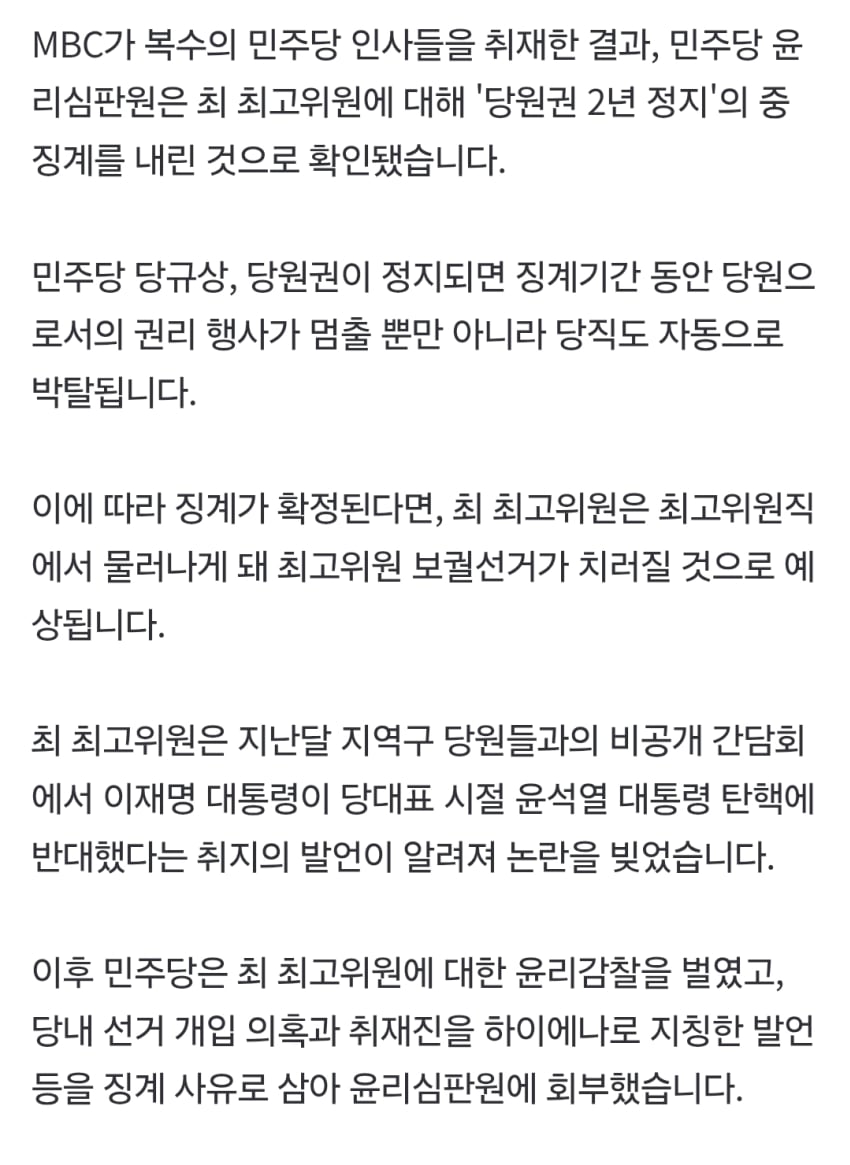 MBC가 복수의 민주당 인사들을 취재한 결과, 민주당 윤
리심판원은 최 최고위원에 대해 '당원권 2년 정지'의 중
징계를 내린 것으로 확인됐습니다.
민주당 당규상, 당원권이 정지되면 징계기간 동안 당원으
로서의 권리 행사가 멈출 뿐만 아니라 당직도 자동으로
박탈됩니다.
이에 따라 징계가 확정된다면, 최 최고위원은 최고위원직
에서 물러나게 돼 최고위원 보궐선거가 치러질 것으로 예
상됩니다.
최 최고위원은 지난달 지역구 당원들과의 비공개 간담회
에서 이재명 대통령이 당대표 시절 윤석열 대통령 탄핵에
반대했다는 취지의 발언이 알려져 논란을 빚었습니다.
이후 민주당은 최 최고위원에 대한 윤리감찰을 벌였고,
당내 선거 개입 의혹과 취재진을 하이에나로 지칭한 발언
등을 징계 사유로 삼아 윤리심판원에 회부했습니다.